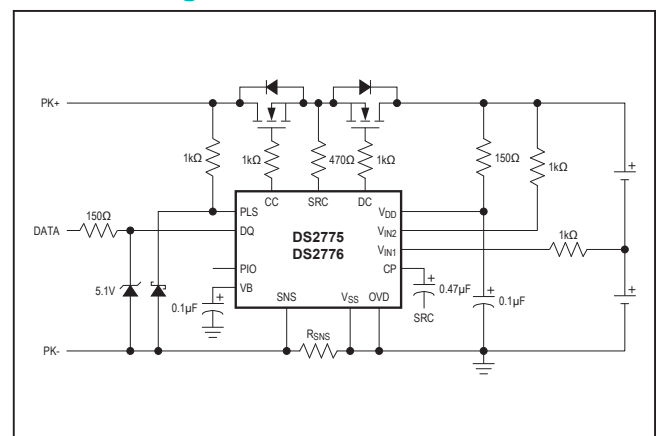 PK+
1kΩ
1kΩ
470Ω
1kΩ
150Ω
1kΩ
CC
SRC
DC
DATA
150Ω
PLS
DQ
PIO
VB
DS2775
DS2776
VDD
VIN2
VIN1
CP
1kΩ
5.1V
0.1µF
SNS
VSS
OVD
0.47µF
SRC
0.1µF
RSNS
PK-
+
+
+
+
+